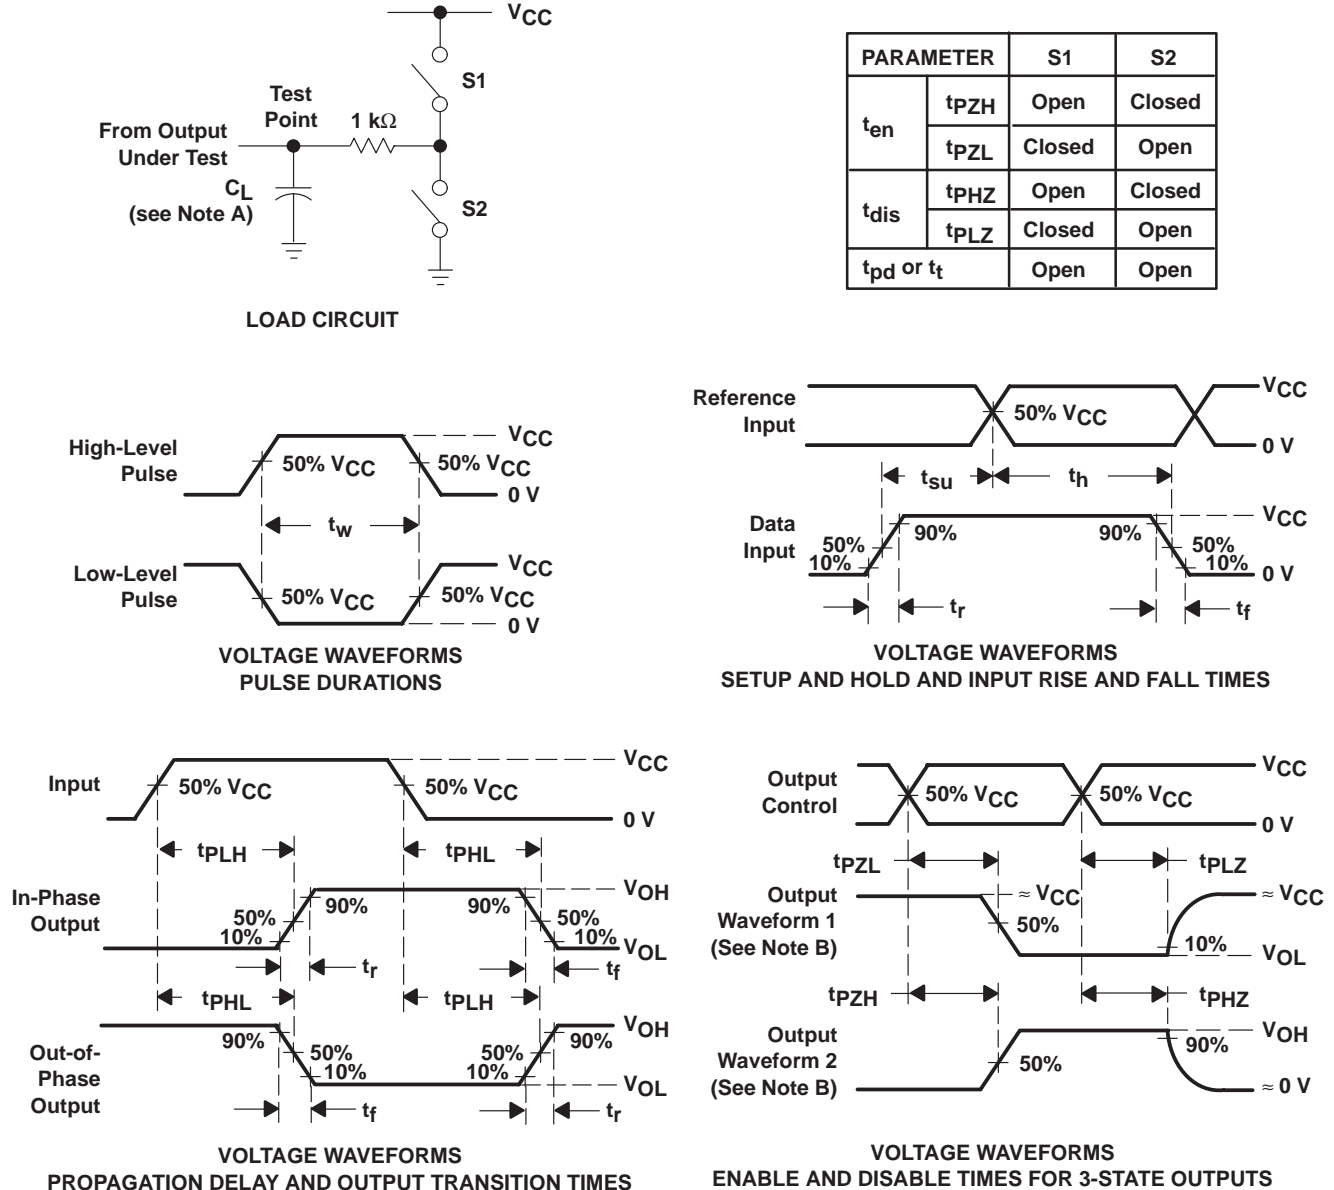 VCC
S1
Test
Point
1 kΩ
From Output
Under Test
CL
(see Note A)
S2
LOAD CIRCUIT
PARAMETER S1 S2
ten tPZH Open Closed
tPZL Closed Open
tdis tPHZ Open Closed
tPLZ Closed Open
tpd or tt Open Open
High-Level
Pulse
50% VCC
50% VCC
VCC
0 V
tw
Low-Level
Pulse
50% VCC
50% VCC
VCC
0 V
VOLTAGE WAVEFORMS
PULSE DURATIONS
Reference
Input
50% VCC
VCC
0 V
tsu
th
Data
Input
50%
10%
90%
90%
50%
10%
VCC
0 V
tr
tf
VOLTAGE WAVEFORMS
SETUP AND HOLD AND INPUT RISE AND FALL TIMES
Input
50% VCC
50% VCC
VCC
0 V
tPLH
tPHL
In-Phase
Output
50%
10%
90%
90%
50%
10%
VOH
VOL
tr
tf
tPHL
tPLH
Out-of-
Phase
Output
90%
50%
10%
50%
10%
90%
VOH
VOL
tf
tr
VOLTAGE WAVEFORMS
PROPAGATION DELAY AND OUTPUT TRANSITION TIMES
Output
Control
50% VCC
50% VCC
VCC
0 V
tPZL
tPLZ
Output
Waveform 1
(See Note B)
≈ VCC
50%
≈ VCC
10%
VOL
tPZH
tPHZ
Output
Waveform 2
(See Note B)
50%
VOH
90%
≈ 0 V
VOLTAGE WAVEFORMS
ENABLE AND DISABLE TIMES FOR 3-STATE OUTPUTS